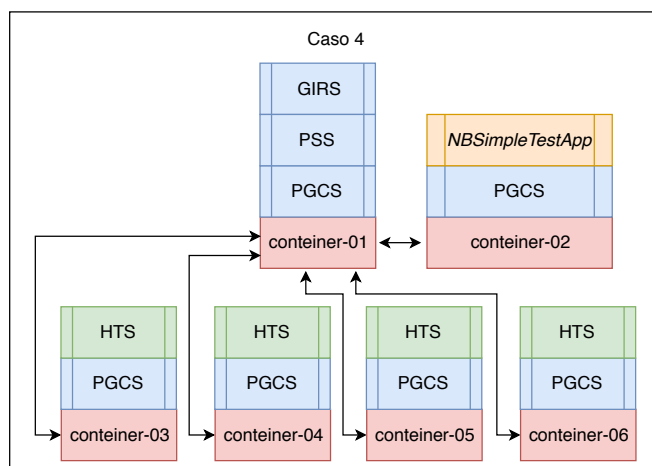 Caso 4
GIRS
PSS
PGCS
conteiner-01
NBSimpleTestApp
PGCS
conteiner-02
HTS
PGCS
conteiner-03
HTS
PGCS
conteiner-04
HTS
PGCS
conteiner-05
HTS
PGCS
conteiner-06